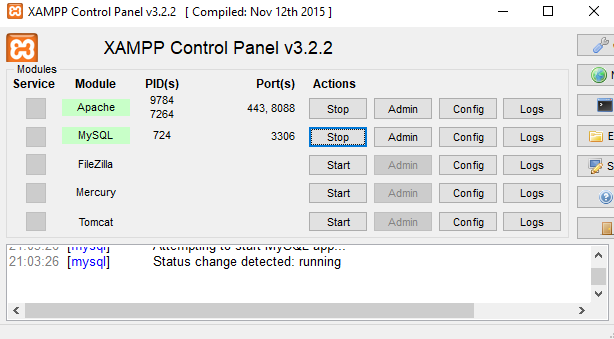 XAMPP Control Panel v3.2.2 [ Compiled: Nov 12th 2015 ]
XAMPP Control Panel v3.2.2
Modules
Service Module PID(s) Port(s) Actions
Apache 9784 7264 443, 8088 Stop Admin Config Logs
MySQL 724 3306 Stop Admin Config Logs
FileZilla Start Admin Config Logs
Mercury Start Admin Config Logs
Tomcat Start Admin Config Logs
21:03:26 [mysql] Attempting to start MySQL app...
21:03:26 [mysql] Status change detected: running